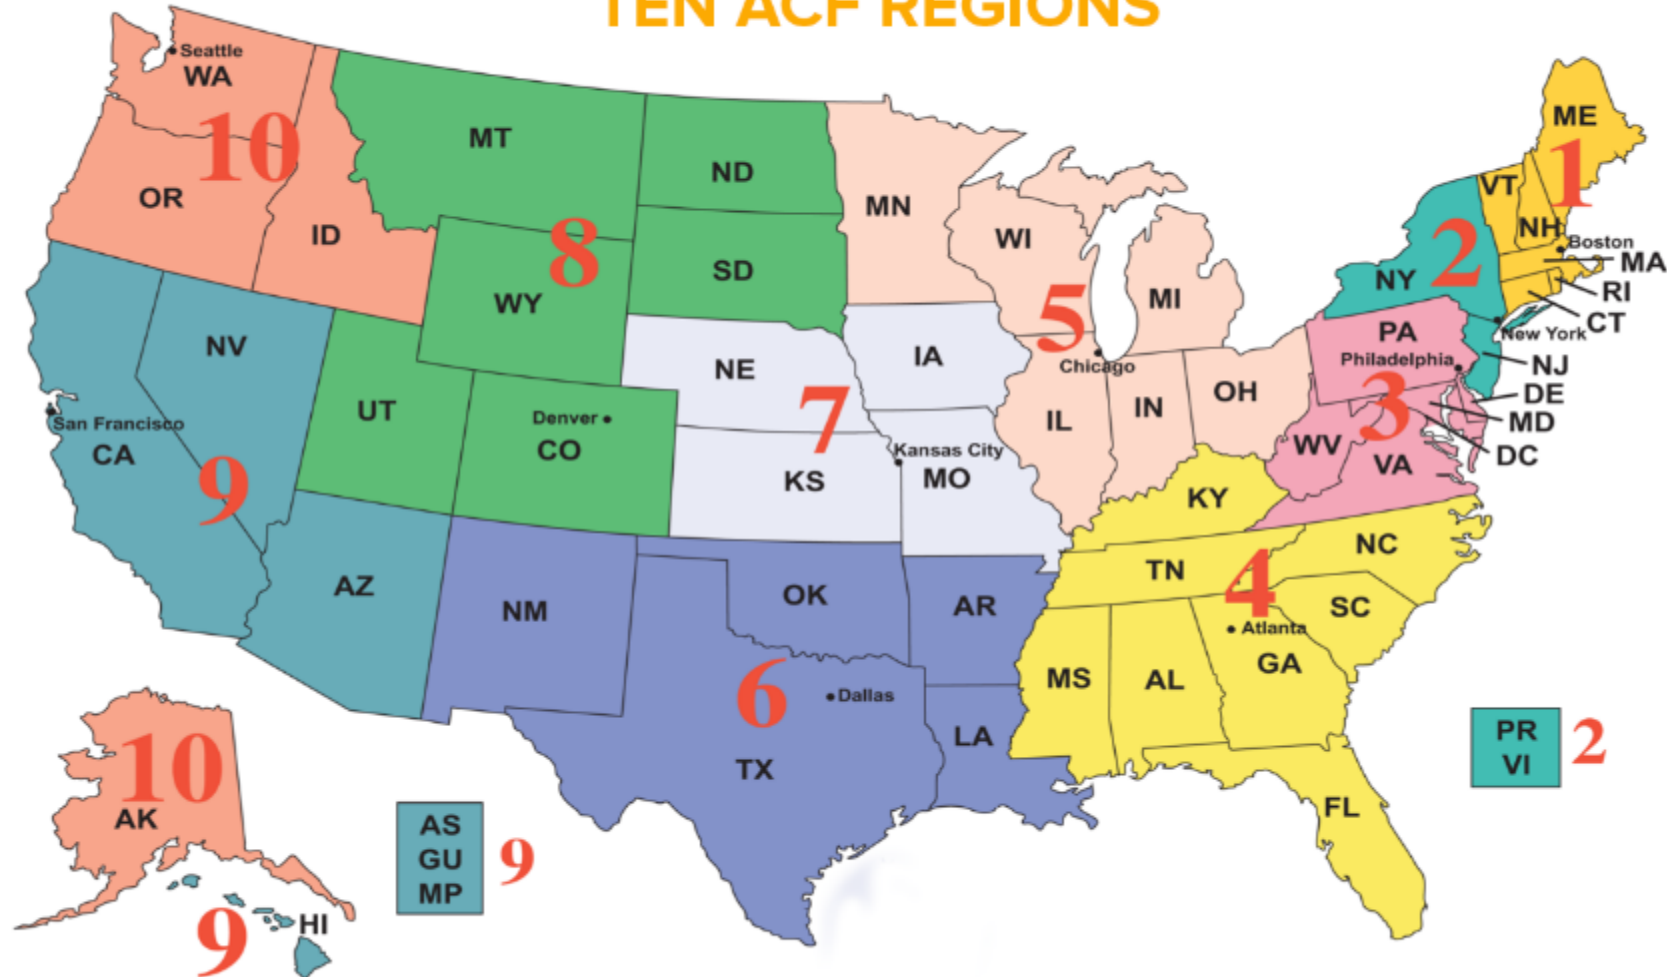 TEN ACF REGIONS
Seattle
WA
10
OR
ID
MT
ND
SD
8
WY
MN
WI
MI
5
Chicago
IL
IN
OH
ME
1
VT
NH
Boston
MA
RI
CT
2
NY
New York
NJ
PA
Philadelphia
3
DE
MD
DC
WV
VA
NV
San Francisco
CA
9
AZ
UT
Denver
CO
NE
IA
7
KS
Kansas City
MO
KY
TN
NC
4
SC
Atlanta
GA
MS
AL
FL
NM
OK
AR
6
Dallas
TX
LA
10
AK
9
HI
AS
GU
MP
9
PR
VI
2